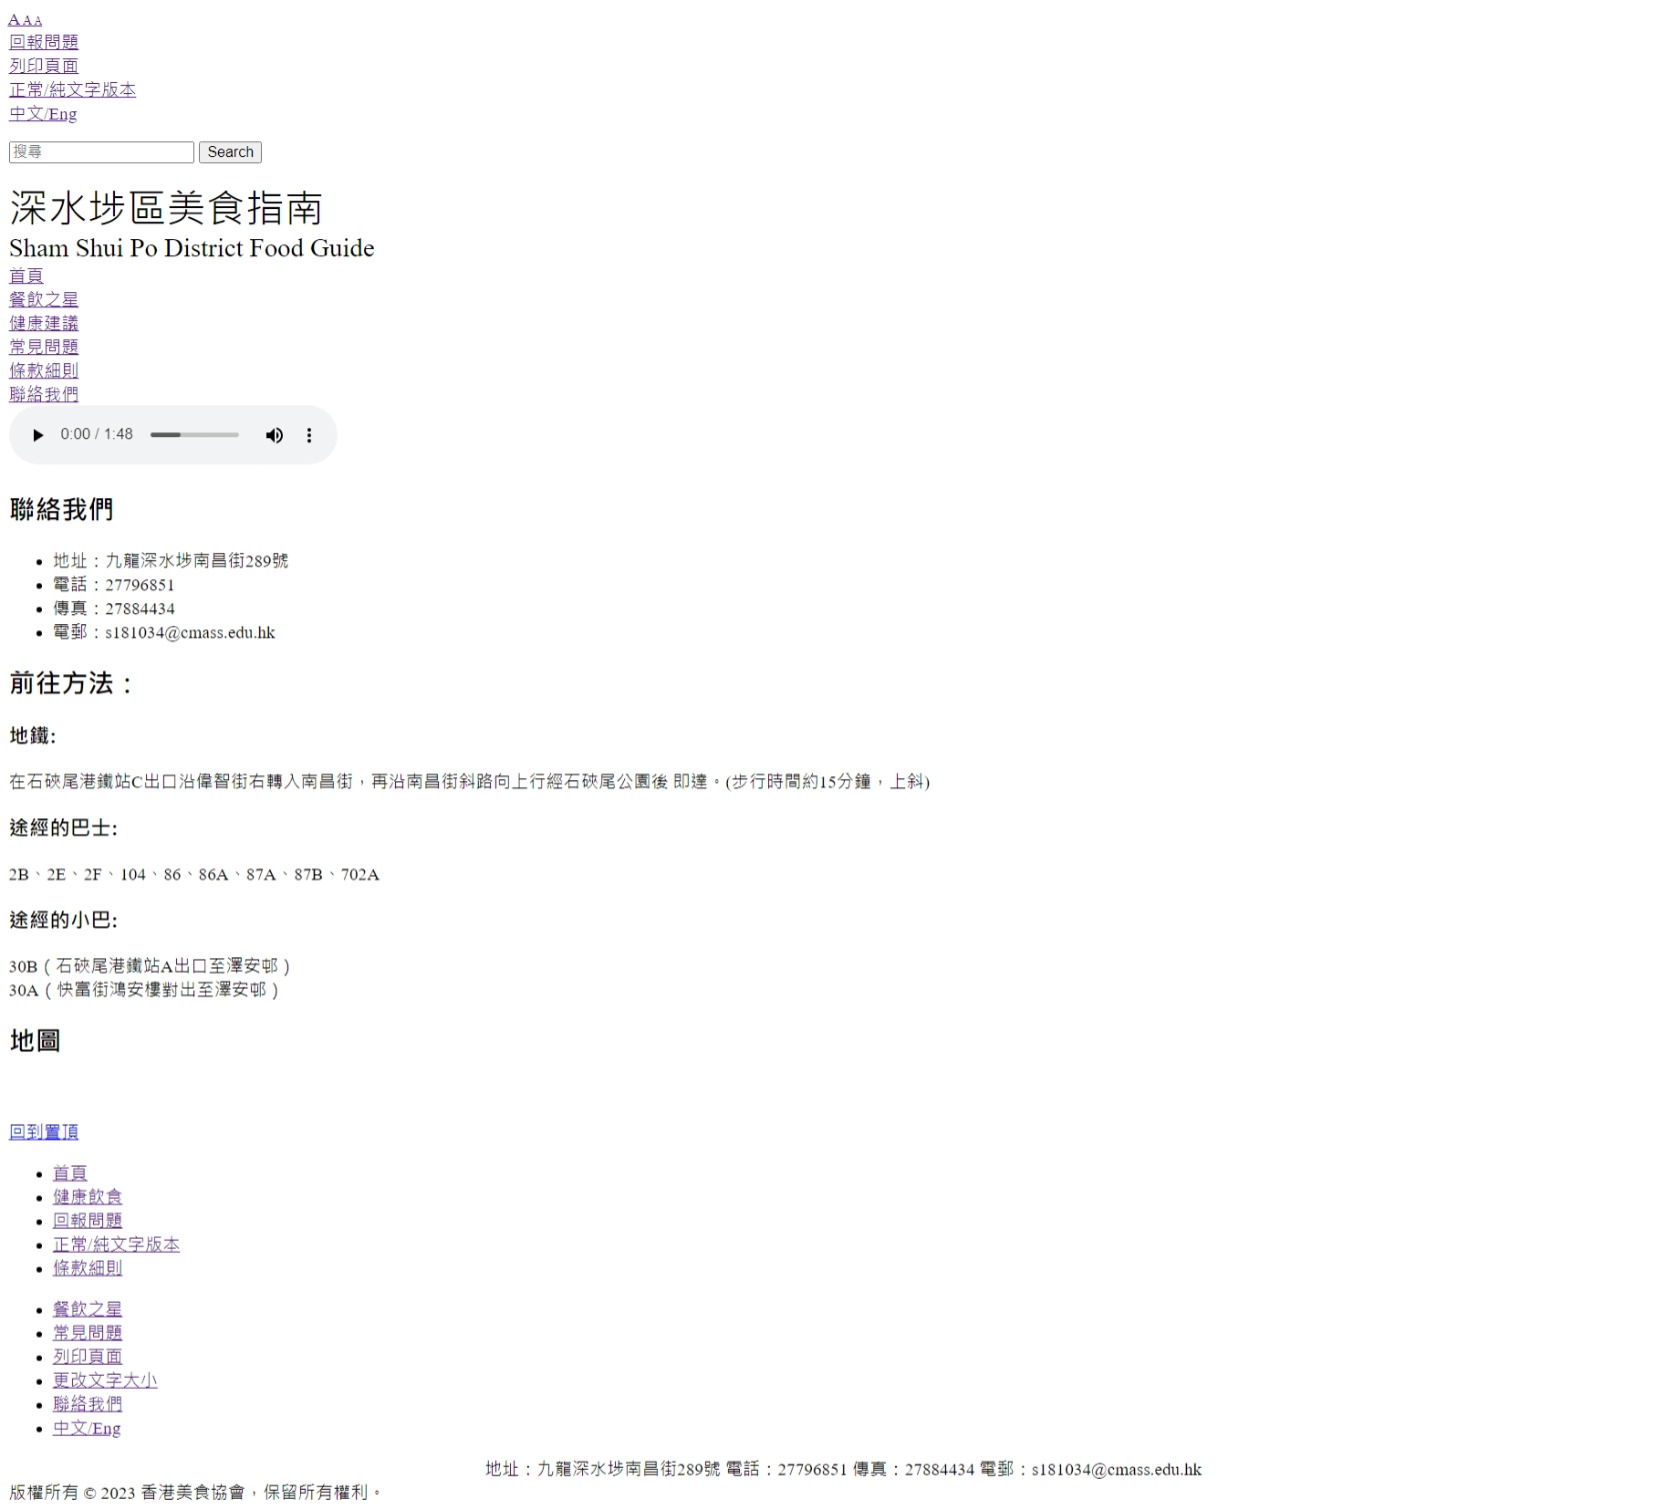 A A A
回報問題
列印頁面
正常/純文字版本
中文/Eng
搜尋 Search
深水埗區美食指南
Sham Shui Po District Food Guide
首頁
餐飲之星
健康建議
常見問題
條款細則
聯絡我們
0:00 / 1:48
聯絡我們
地址：九龍深水埗南昌街289號
電話：27796851
傳真：27884434
電郵：s181034@cmass.edu.hk
前往方法：
地鐵:
在石硤尾港鐵站C出口沿偉智街右轉入南昌街，再沿南昌街斜路向上行經石硤尾公園後 即達。(步行時間約15分鐘，上斜)
途經的巴士:
2B、2E、2F、104、86、86A、87A、87B、702A
途經的小巴:
30B（石硤尾港鐵站A出口至澤安邨）
30A（快富街鴻安樓對出至澤安邨）
地圖
回到置頂
首頁
健康飲食
回報問題
正常/純文字版本
條款細則
餐飲之星
常見問題
列印頁面
更改文字大小
聯絡我們
中文/Eng
地址：九龍深水埗南昌街289號 電話：27796851 傳真：27884434 電郵：s181034@cmass.edu.hk
版權所有 © 2023 香港美食協會，保留所有權利。